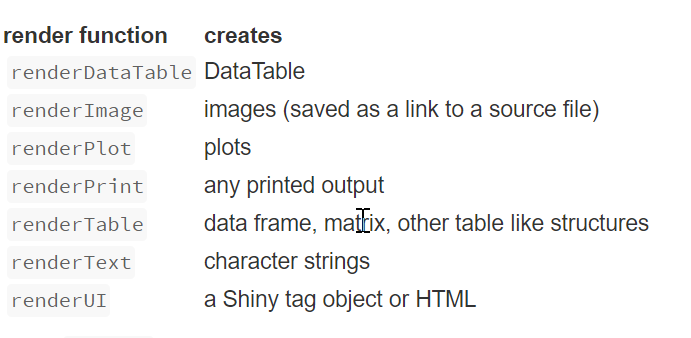 render function creates
renderDataTable DataTable
renderImage images (saved as a link to a source file)
renderPlot plots
renderPrint any printed output
renderTable data frame, matrix, other table like structures
renderText character strings
renderUI a Shiny tag object or HTML